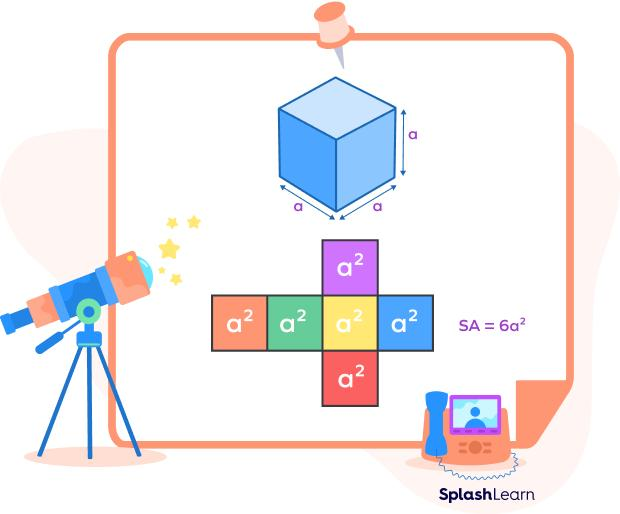 a
a a
a²
a² a² a² a²
SA = 6a²
a²
SplashLearn